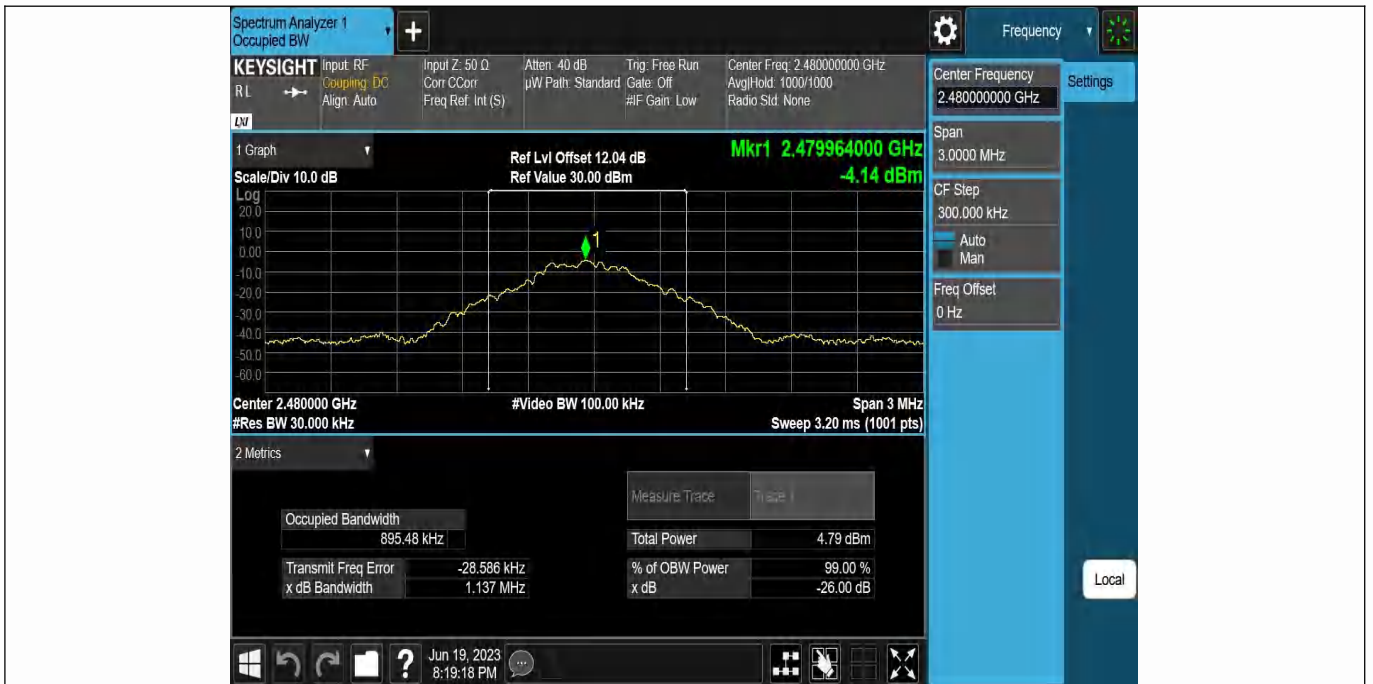 Spectrum Analyzer 1
Occupied BW
Frequency
KEYSIGHT
RL
LXI
Input: RF
Coupling: DC
Align: Auto
Input Z: 50 Ω
Corr CCorr
Freq Ref: Int (S)
Atten: 40 dB
µW Path: Standard
Trig: Free Run
Gate: Off
#IF Gain: Low
Center Freq: 2.480000000 GHz
Avg|Hold: 1000/1000
Radio Std: None
Center Frequency
2.480000000 GHz
Settings
Span
3.0000 MHz
CF Step
300.000 kHz
Auto
Man
Freq Offset
0 Hz
1 Graph
Scale/Div 10.0 dB
Ref Lvl Offset 12.04 dB
Ref Value 30.00 dBm
Mkr1 2.479964000 GHz
-4.14 dBm
Log
20.0
10.0
0.00
-10.0
-20.0
-30.0
-40.0
-50.0
-60.0
1
Center 2.480000 GHz
#Res BW 30.000 kHz
#Video BW 100.00 kHz
Span 3 MHz
Sweep 3.20 ms (1001 pts)
2 Metrics
Measure Trace
Trace 1
Occupied Bandwidth
895.48 kHz
Total Power
4.79 dBm
Transmit Freq Error
-28.586 kHz
% of OBW Power
99.00 %
x dB Bandwidth
1.137 MHz
x dB
-26.00 dB
Local
Jun 19, 2023
8:19:18 PM